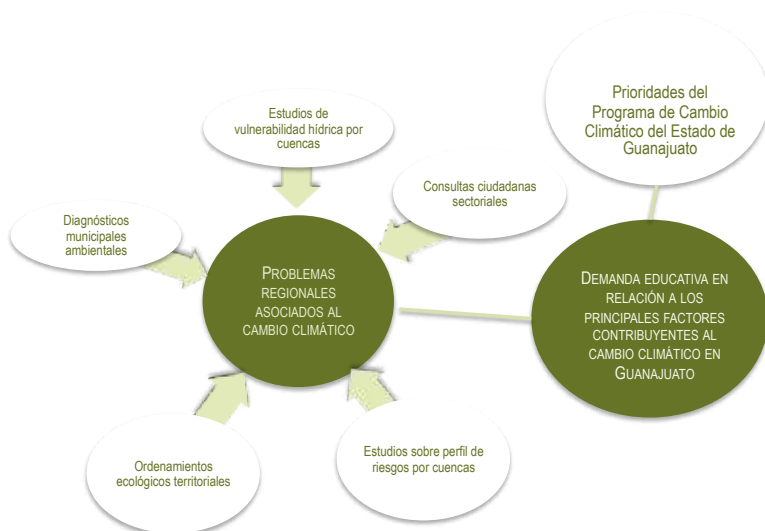 Prioridades del
Programa de Cambio
Climático del Estado de
Guanajuato
Estudios de
vulnerabilidad hídrica por
cuencas
Consultas ciudadanas
sectoriales
Diagnósticos
municipales
ambientales
PROBLEMAS
REGIONALES
ASOCIADOS AL
CAMBIO CLIMÁTICO
DEMANDA EDUCATIVA EN
RELACIÓN A LOS
PRINCIPALES FACTORES
CONTRIBUYENTES AL
CAMBIO CLIMÁTICO EN
GUANAJUATO
Ordenamientos
ecológicos territoriales
Estudios sobre perfil de
riesgos por cuencas